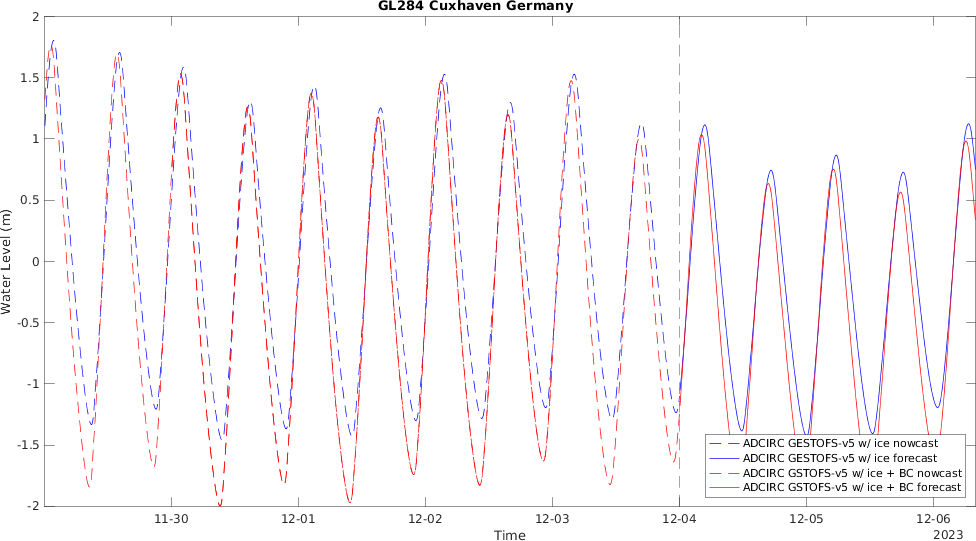 GL284 Cuxhaven Germany
2
1.5
1
0.5
0
-0.5
-1
-1.5
-2
Water Level (m)
11-30
12-01
12-02
12-03
12-04
12-05
12-06
Time
2023
ADCIRC GESTOFS-v5 w/ ice nowcast
ADCIRC GESTOFS-v5 w/ ice forecast
ADCIRC GSTOFS-v5 w/ ice + BC nowcast
ADCIRC GSTOFS-v5 w/ ice + BC forecast